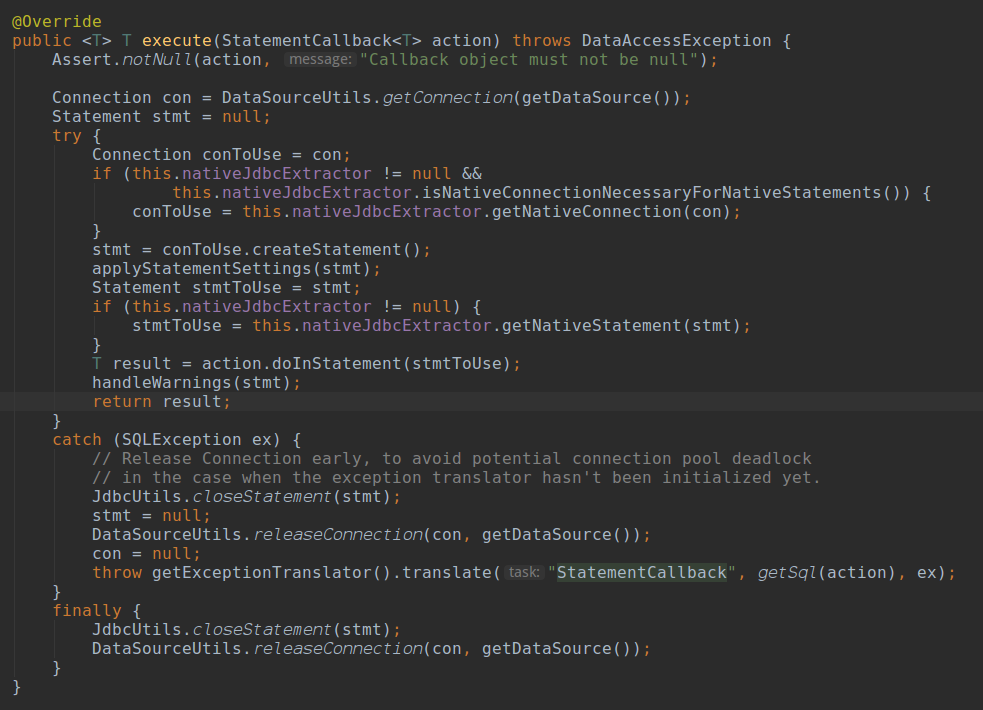 @Override
public <T> T execute(StatementCallback<T> action) throws DataAccessException {
    Assert.notNull(action, message: "Callback object must not be null");

    Connection con = DataSourceUtils.getConnection(getDataSource());
    Statement stmt = null;
    try {
        Connection conToUse = con;
        if (this.nativeJdbcExtractor != null &&
                this.nativeJdbcExtractor.isNativeConnectionNecessaryForNativeStatements()) {
            conToUse = this.nativeJdbcExtractor.getNativeConnection(con);
        }
        stmt = conToUse.createStatement();
        applyStatementSettings(stmt);
        Statement stmtToUse = stmt;
        if (this.nativeJdbcExtractor != null) {
            stmtToUse = this.nativeJdbcExtractor.getNativeStatement(stmt);
        }
        T result = action.doInStatement(stmtToUse);
        handleWarnings(stmt);
        return result;
    }
    catch (SQLException ex) {
        // Release Connection early, to avoid potential connection pool deadlock
        // in the case when the exception translator hasn't been initialized yet.
        JdbcUtils.closeStatement(stmt);
        stmt = null;
        DataSourceUtils.releaseConnection(con, getDataSource());
        con = null;
        throw getExceptionTranslator().translate( task: "StatementCallback", getSql(action), ex);
    }
    finally {
        JdbcUtils.closeStatement(stmt);
        DataSourceUtils.releaseConnection(con, getDataSource());
    }
}